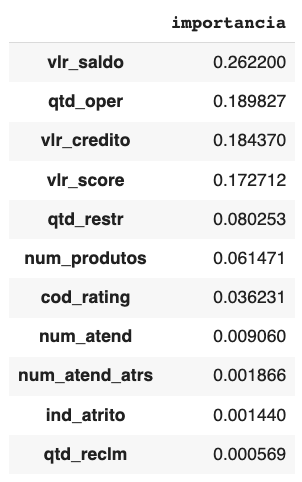 importancia
vlr_saldo 0.262200
qtd_oper 0.189827
vlr_credito 0.184370
vlr_score 0.172712
qtd_restr 0.080253
num_produtos 0.061471
cod_rating 0.036231
num_atend 0.009060
num_atend_atrs 0.001866
ind_atrito 0.001440
qtd_reclm 0.000569